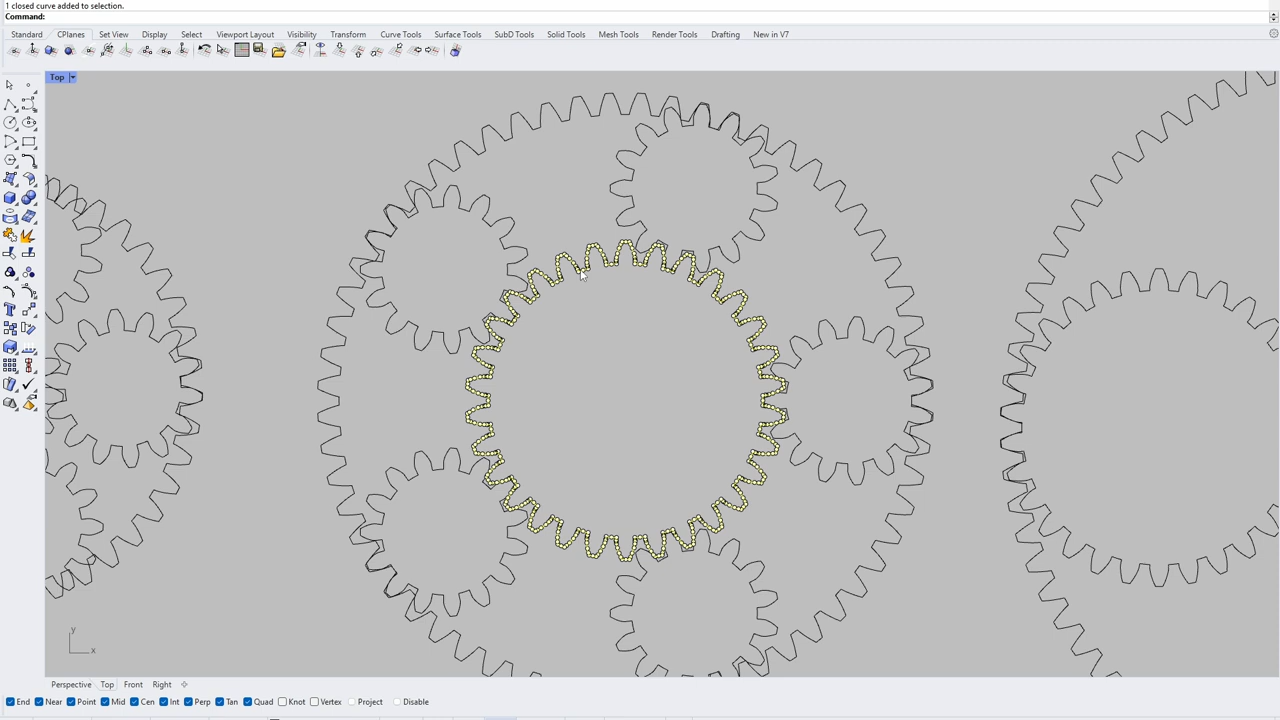 1 closed curve added to selection.
Command:
Standard CPlanes Set View Display Select Viewport Layout Visibility Transform Curve Tools Surface Tools SubD Tools Solid Tools Mesh Tools Render Tools Drafting New in V7
Top
y
x
Perspective Top Front Right
End Near Point Mid Cen Int Perp Tan Quad Knot Vertex Project Disable